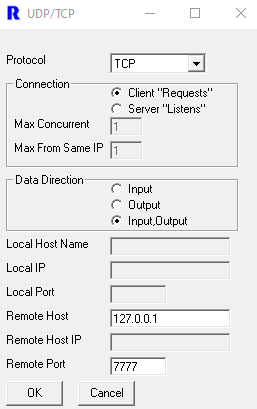 R UDP/TCP
Protocol TCP
Connection
Client "Requests"
Server "Listens"
Max Concurrent 1
Max From Same IP 1
Data Direction
Input
Output
Input,Output
Local Host Name
Local IP
Local Port
Remote Host 127.0.0.1
Remote Host IP
Remote Port 7777
OK Cancel